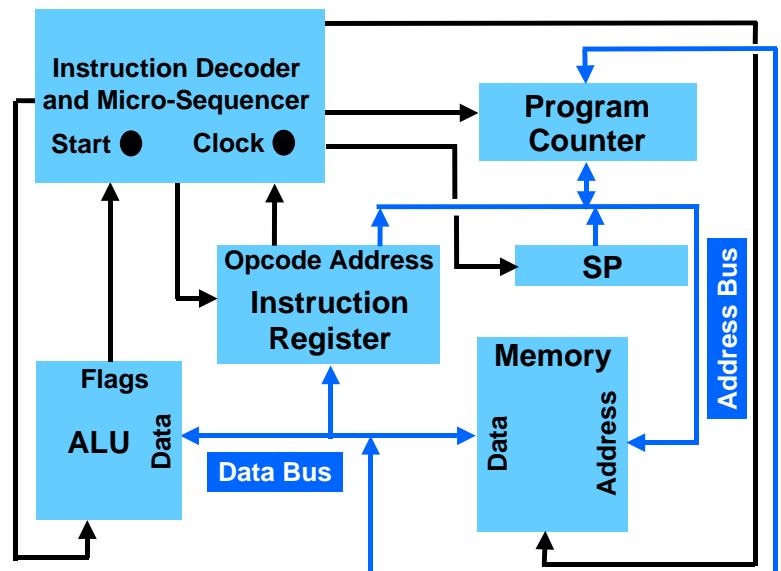 Instruction Decoder
and Micro-Sequencer
Start Clock
Program
Counter
Opcode Address
Instruction
Register
SP
Address Bus
Memory
Data
Address
Flags
ALU
Data
Data Bus